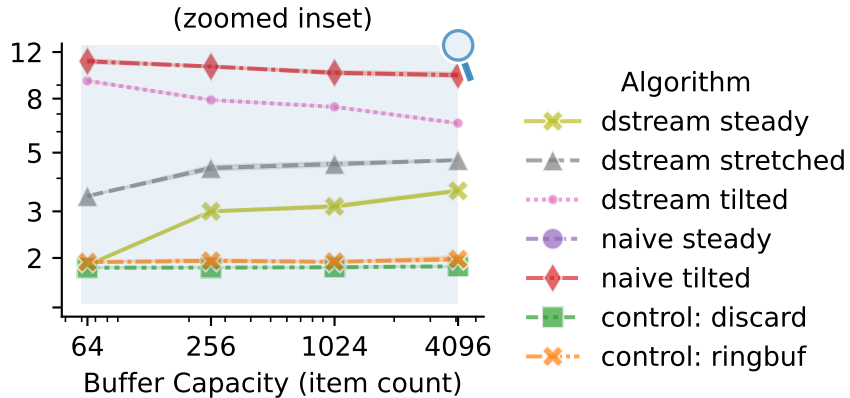 (zoomed inset)
12
8
5
3
2
64 256 1024 4096
Buffer Capacity (item count)
Algorithm
dstream steady
dstream stretched
dstream tilted
naive steady
naive tilted
control: discard
control: ringbuf